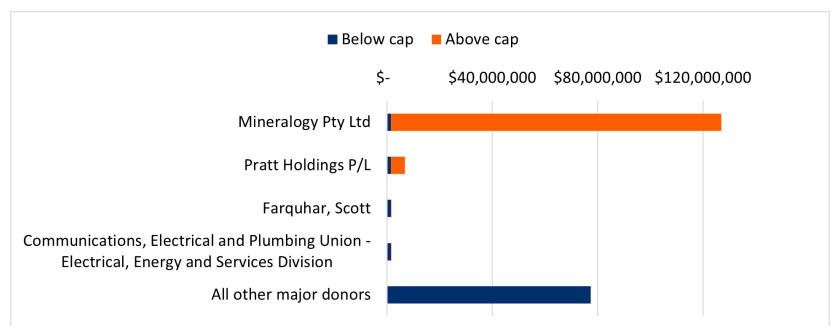 Below cap
Above cap
$-
$40,000,000
$80,000,000
$120,000,000
Mineralogy Pty Ltd
Pratt Holdings P/L
Farquhar, Scott
Communications, Electrical and Plumbing Union -
Electrical, Energy and Services Division
All other major donors